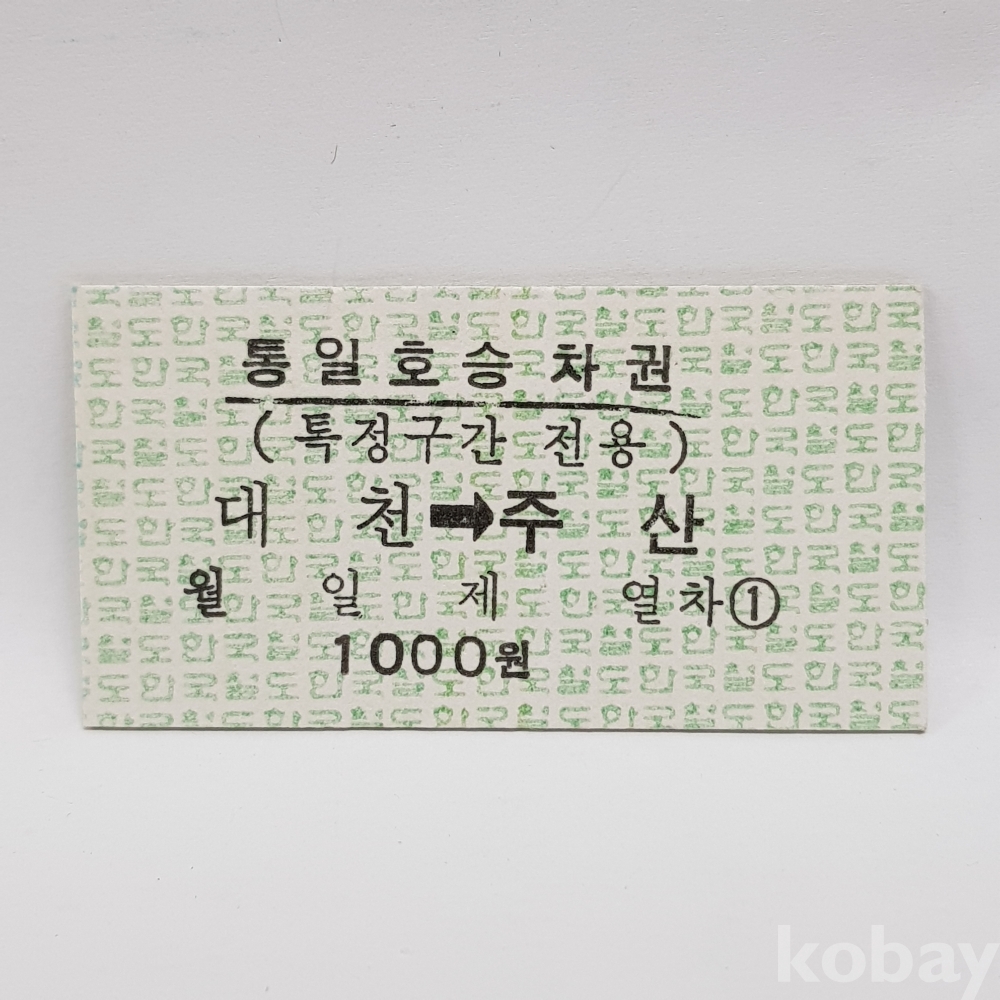 통일호승차권
(특정구간 전용)
대 천➡주 산
월 일 제 열차①
1000원
kobay